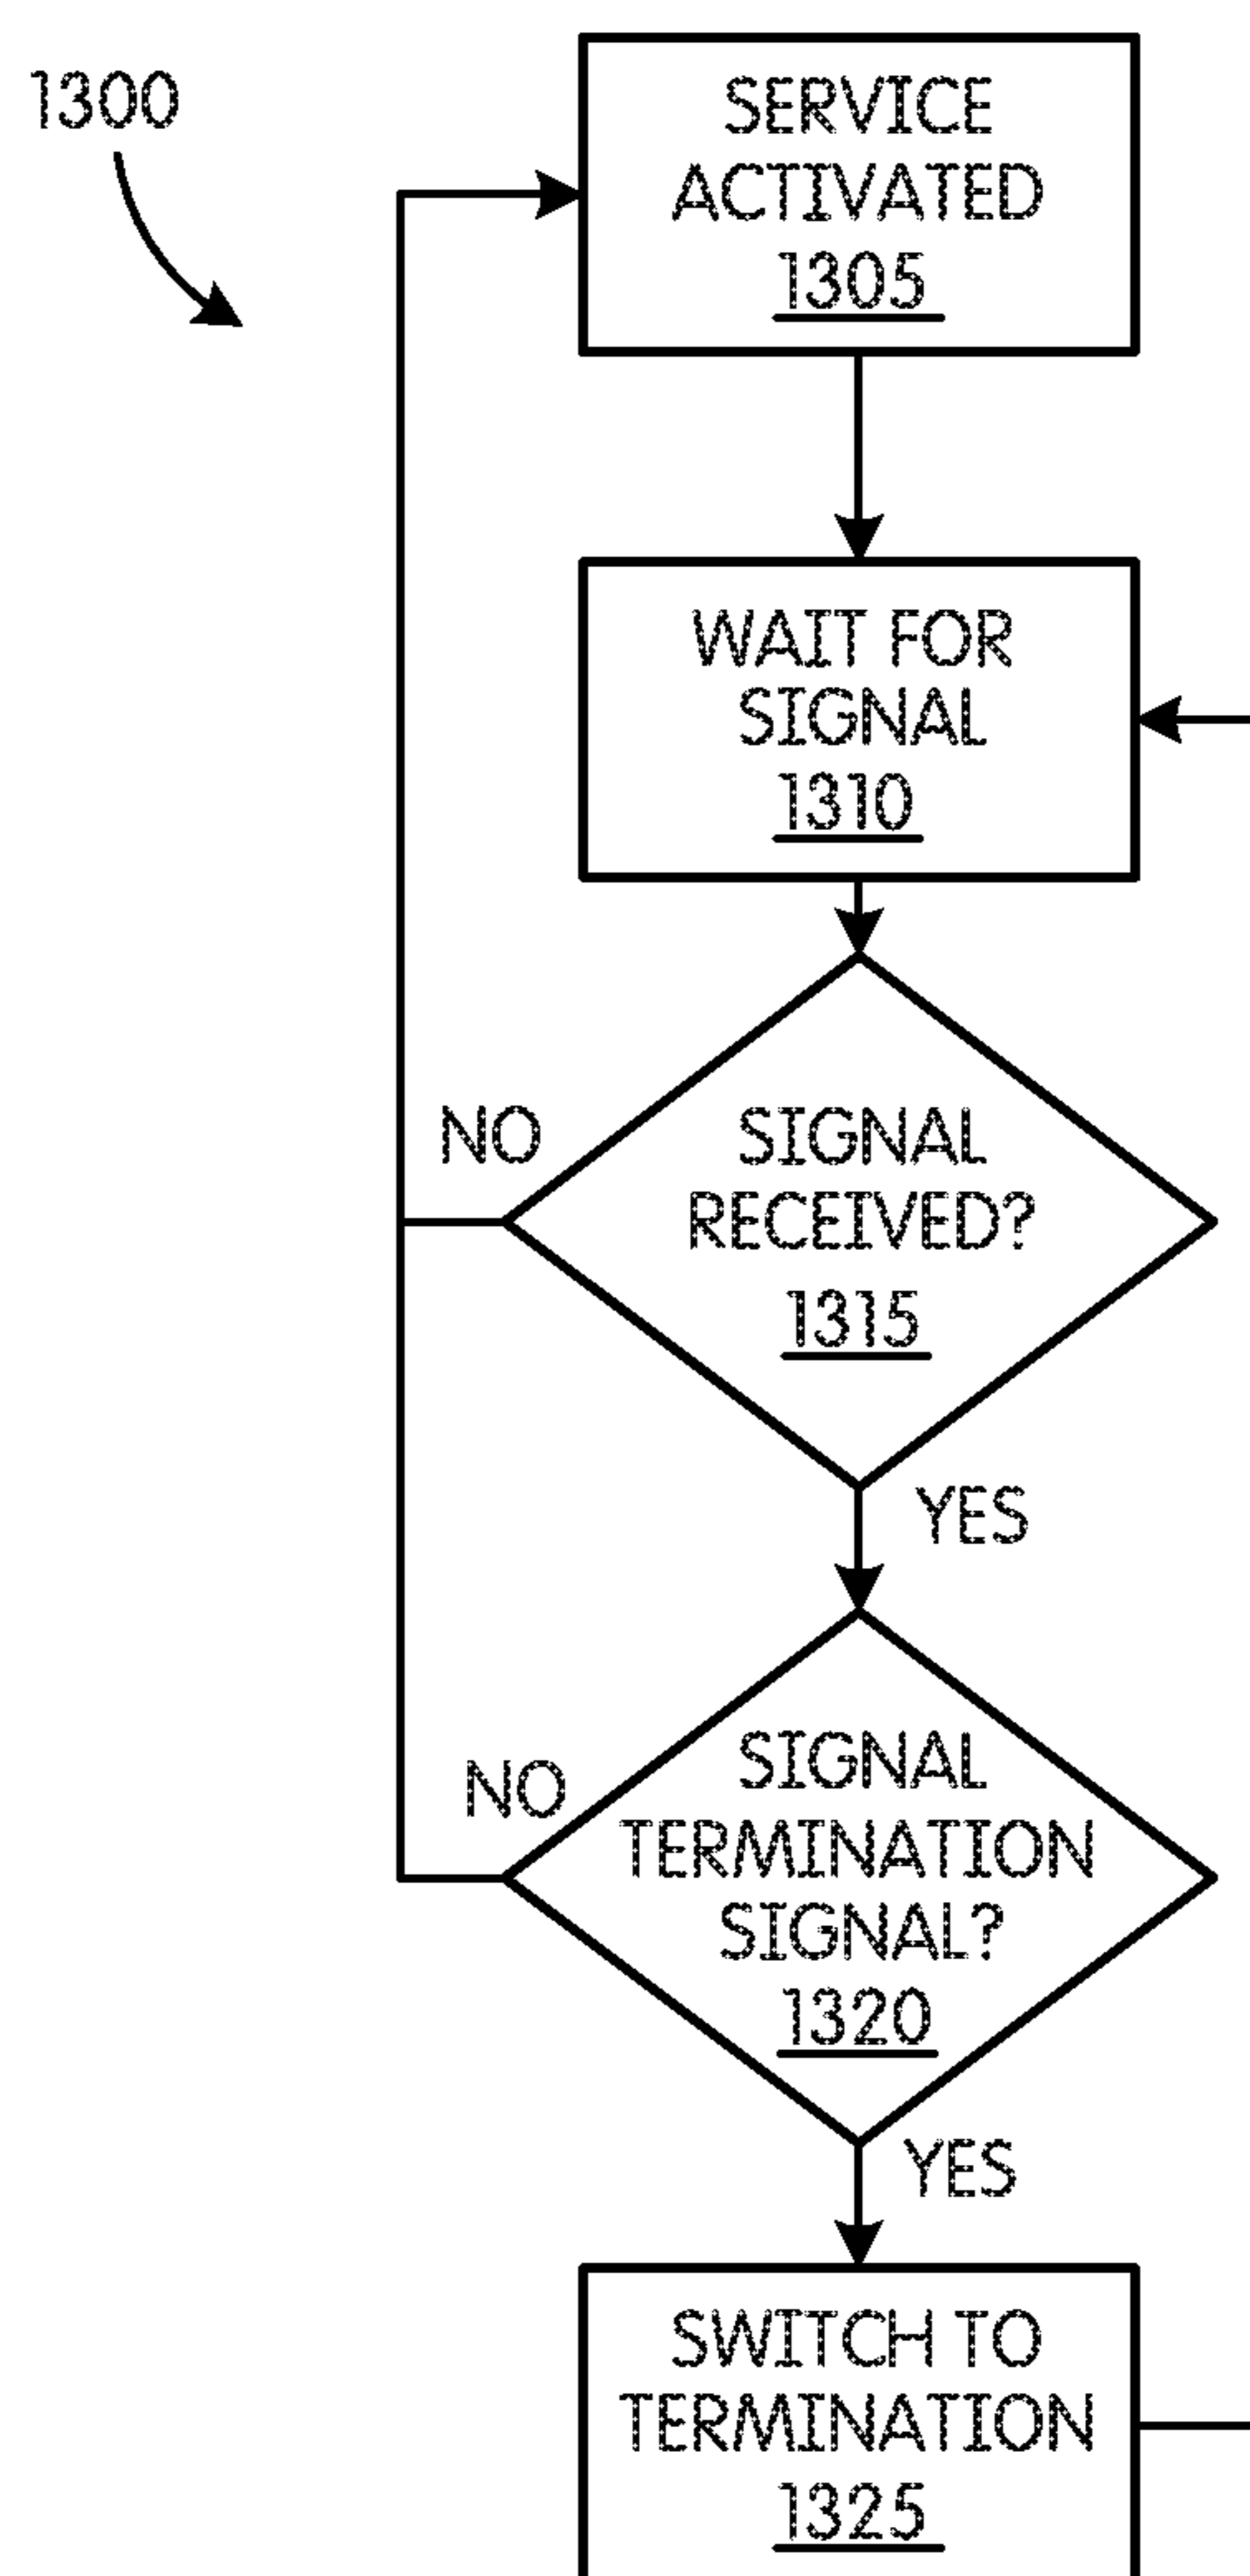 1300
SERVICE
ACTIVATED
1305
WAIT FOR
SIGNAL
1310
NO
SIGNAL
RECEIVED?
1315
YES
NO
SIGNAL
TERMINATION
SIGNAL?
1320
YES
SWITCH TO
TERMINATION
1325